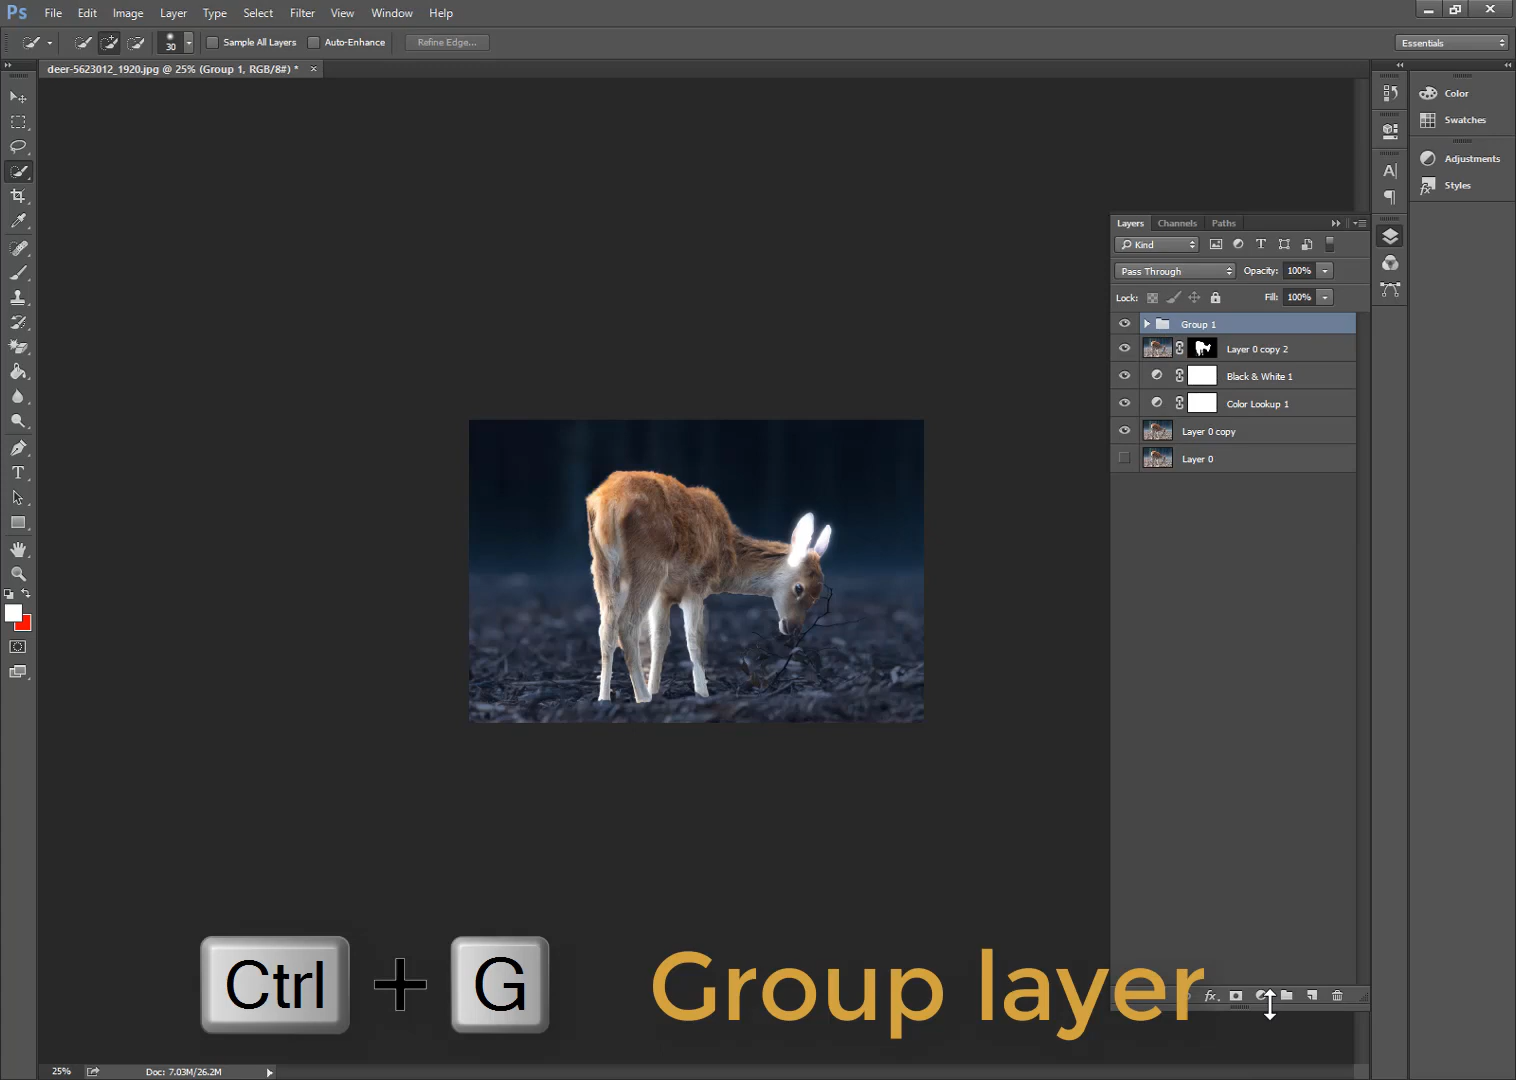 Ps File Edit Image Layer Type Select Filter View Window Help
30 Sample All Layers Auto-Enhance Refine Edge... Essentials
deer-5623012_1920.jpg @ 25% (Group 1, RGB/8#) * ×
Color
Swatches
Adjustments
Styles
Layers Channels Paths
Kind
Pass Through Opacity: 100%
Lock: Fill: 100%
Group 1
Layer 0 copy 2
Black & White 1
Color Lookup 1
Layer 0 copy
Layer 0
Ctrl + G Group layer
fx
25% Doc: 7.03M/26.2M